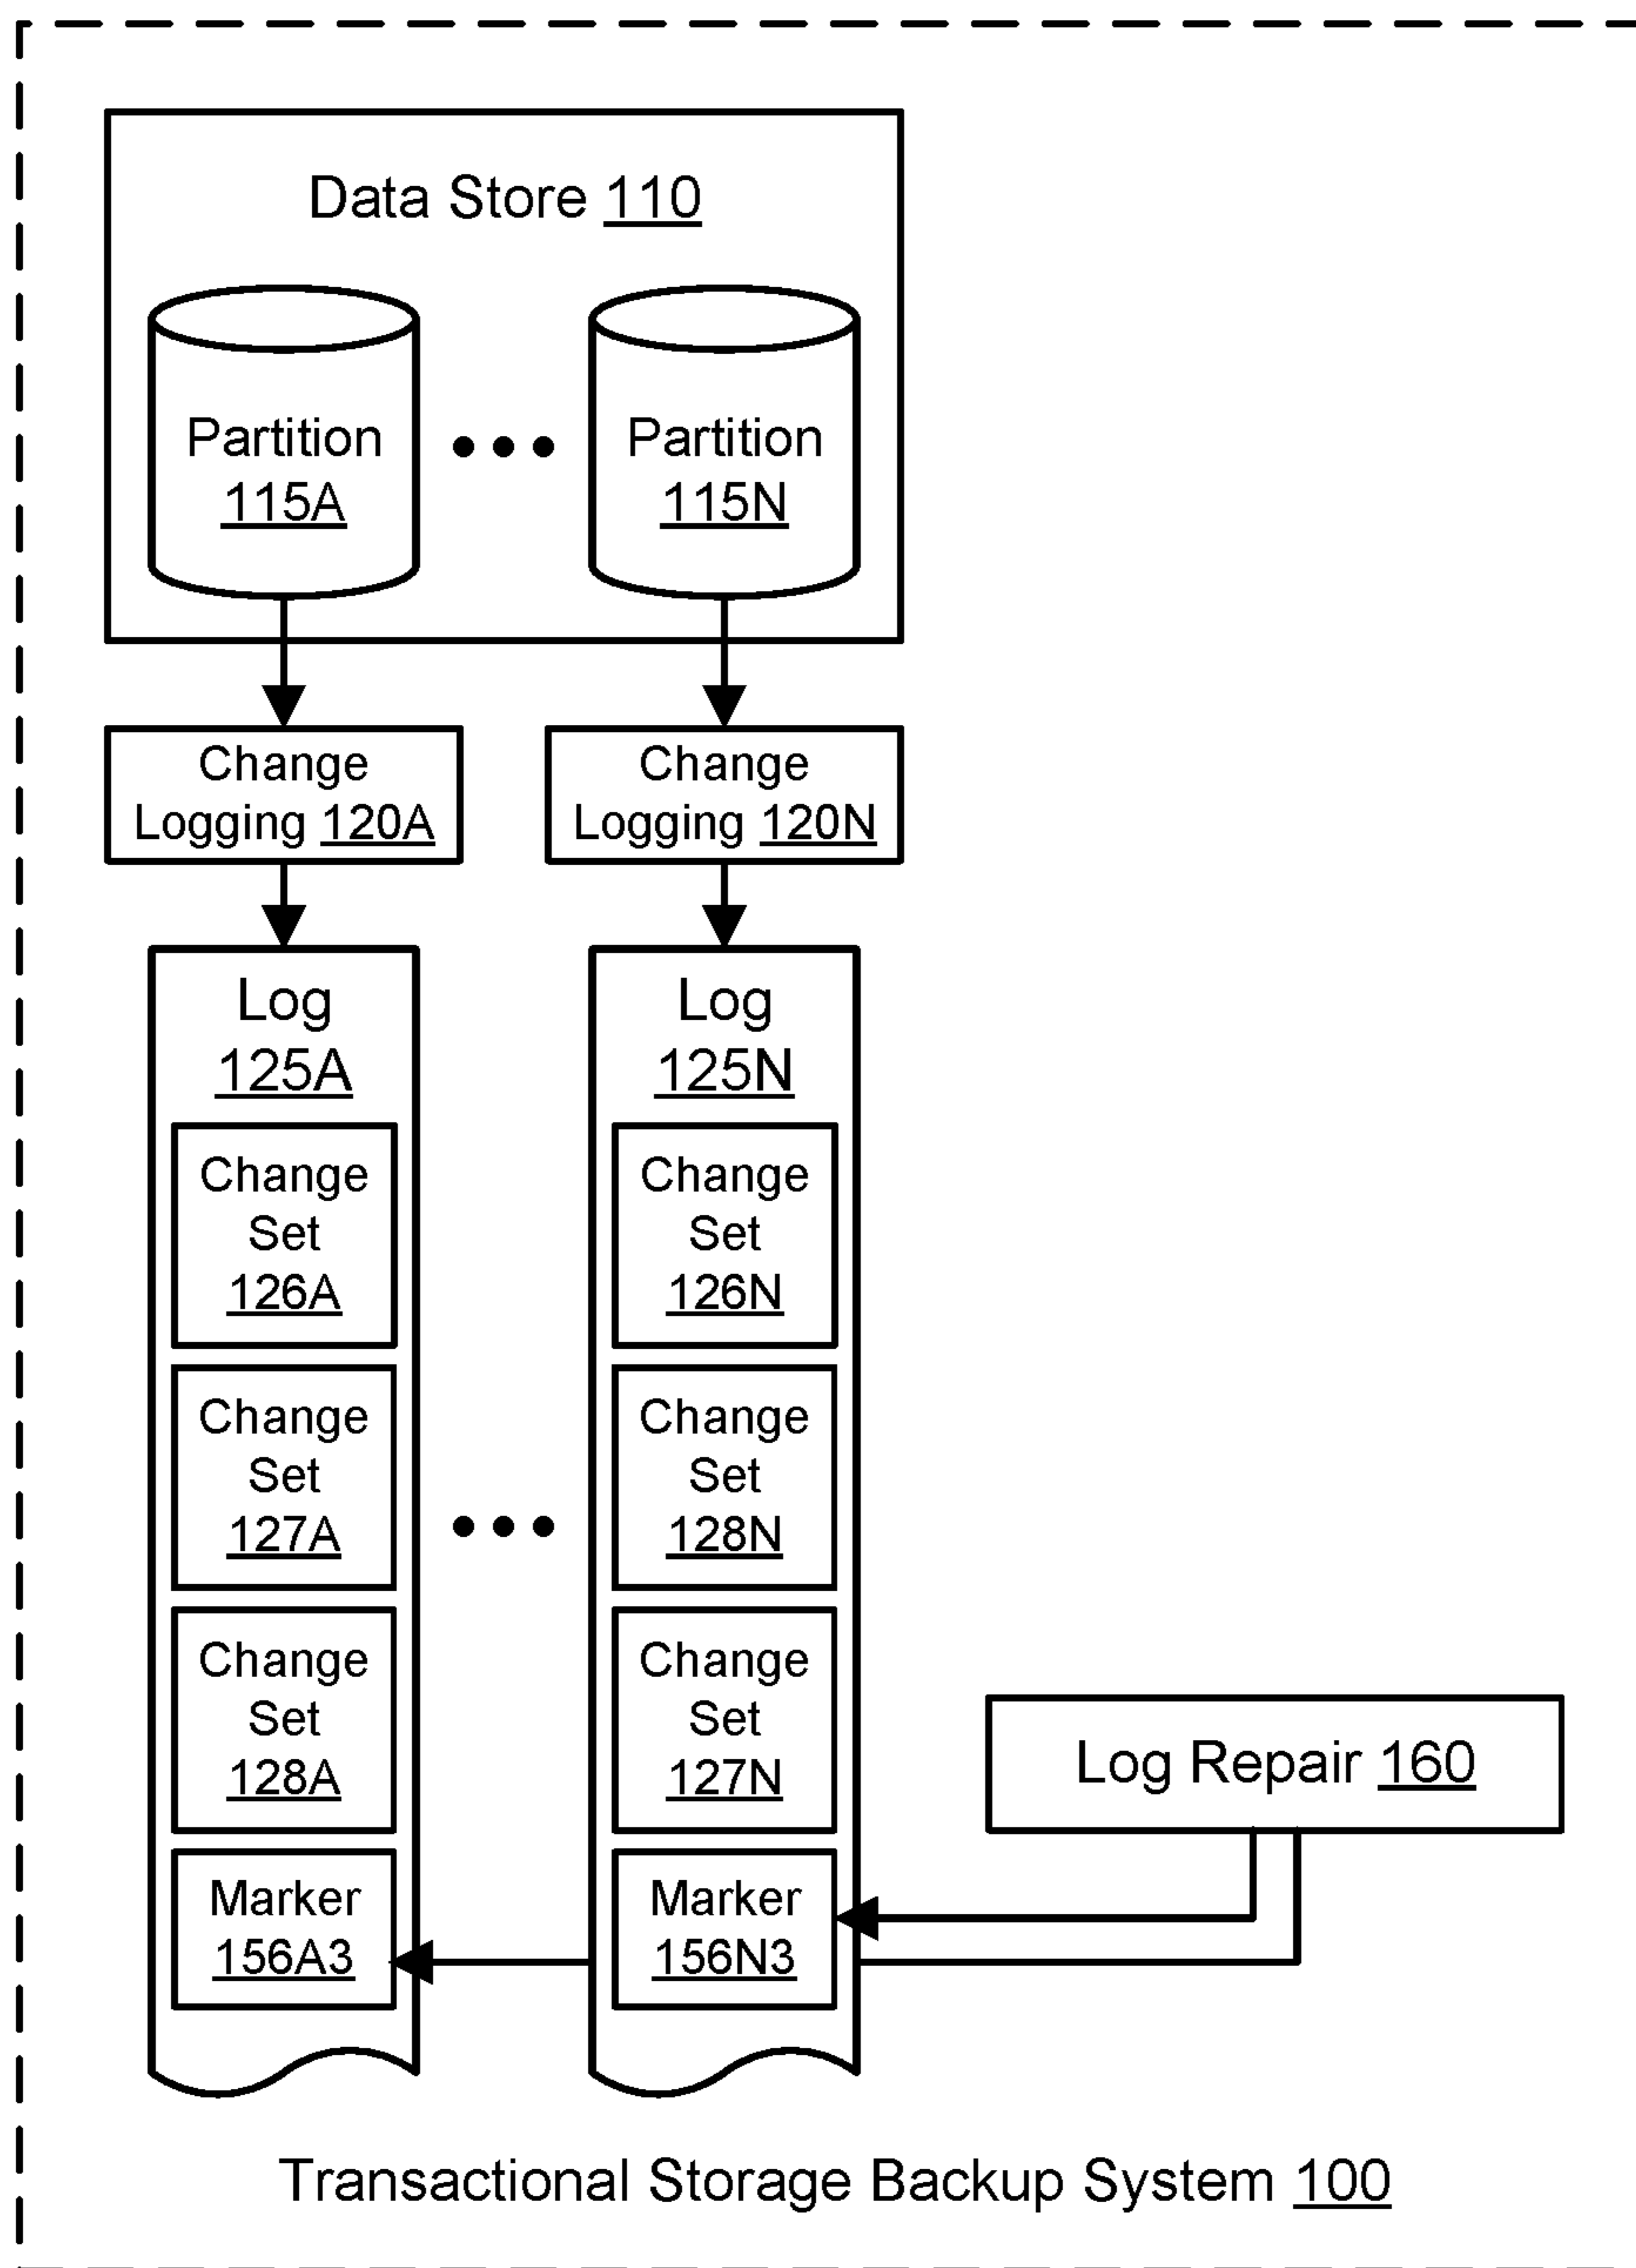 Data Store 110
Partition
115A
Partition
115N
Change
Logging 120A
Change
Logging 120N
Log
125A
Change
Set
126A
Change
Set
127A
Change
Set
128A
Marker
156A3
Log
125N
Change
Set
126N
Change
Set
128N
Change
Set
127N
Marker
156N3
Log Repair 160
Transactional Storage Backup System 100